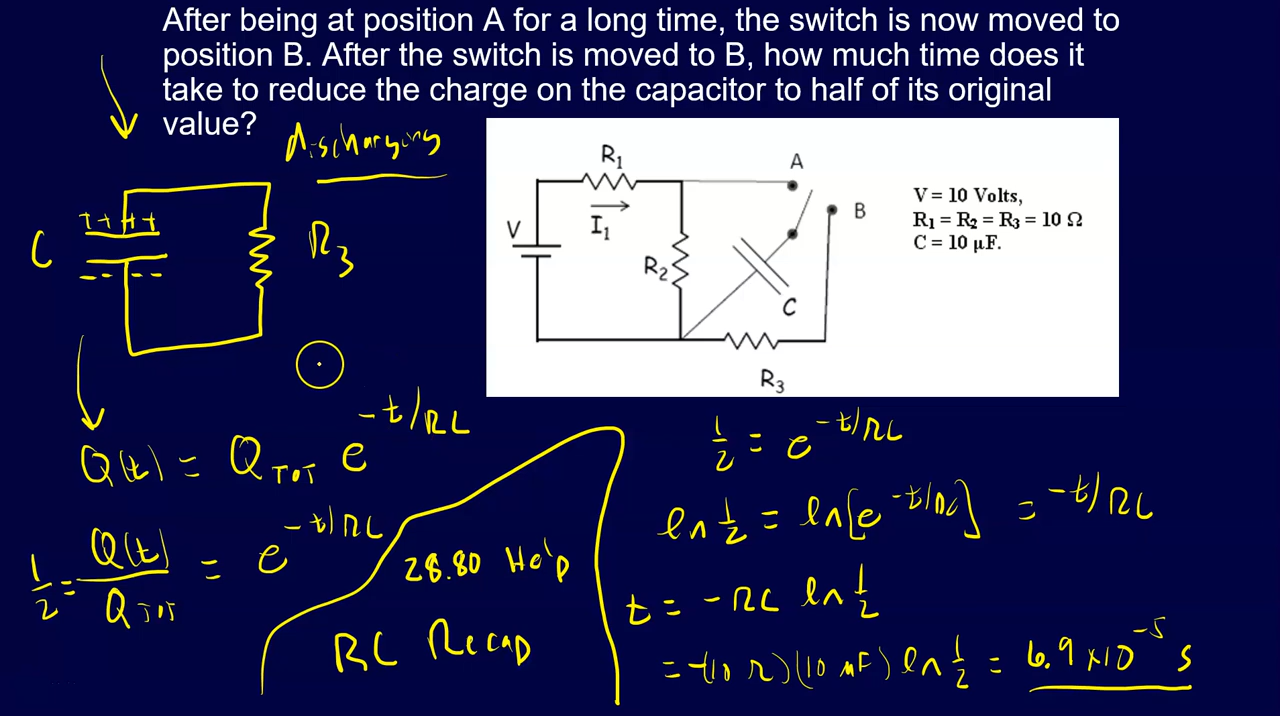 After being at position A for a long time, the switch is now moved to
position B. After the switch is moved to B, how much time does it
take to reduce the charge on the capacitor to half of its original
value?
discharging
+ + + +
C
- - - -
R3
R1
I1
V
R2
A
B
C
R3
V = 10 Volts,
R1 = R2 = R3 = 10 Ω
C = 10 μF.
Q(t) = Q TOT e^-t/RC
1/2 = Q(t)/Q TOT = e^-t/RC
28.80 Help
RC Recap
1/2 = e^-t/RC
ln 1/2 = ln[e^-t/RC] = -t/RC
t = -RC ln 1/2
= -(10 Ω)(10 μF) ln 1/2 = 6.9 x 10^-5 s